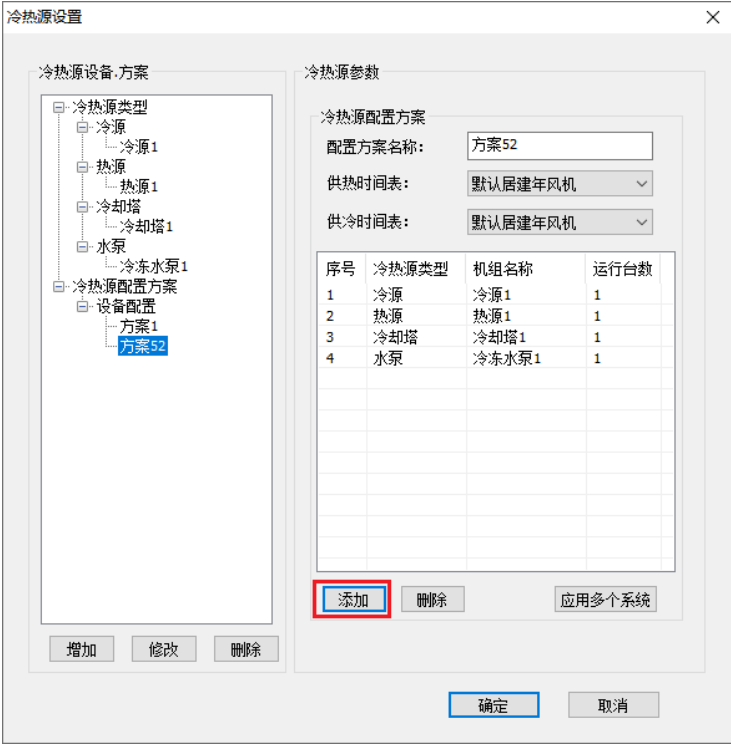 冷热源设置
冷热源设备.方案
冷热源类型
冷源
冷源1
热源
热源1
冷却塔
冷却塔1
水泵
冷冻水泵1
冷热源配置方案
设备配置
方案1
方案52
增加 修改 删除
冷热源参数
冷热源配置方案
配置方案名称： 方案52
供热时间表： 默认居建年风机
供冷时间表： 默认居建年风机
序号 冷热源类型 机组名称 运行台数
1 冷源 冷源1 1
2 热源 热源1 1
3 冷却塔 冷却塔1 1
4 水泵 冷冻水泵1 1
添加 删除 应用多个系统
确定 取消